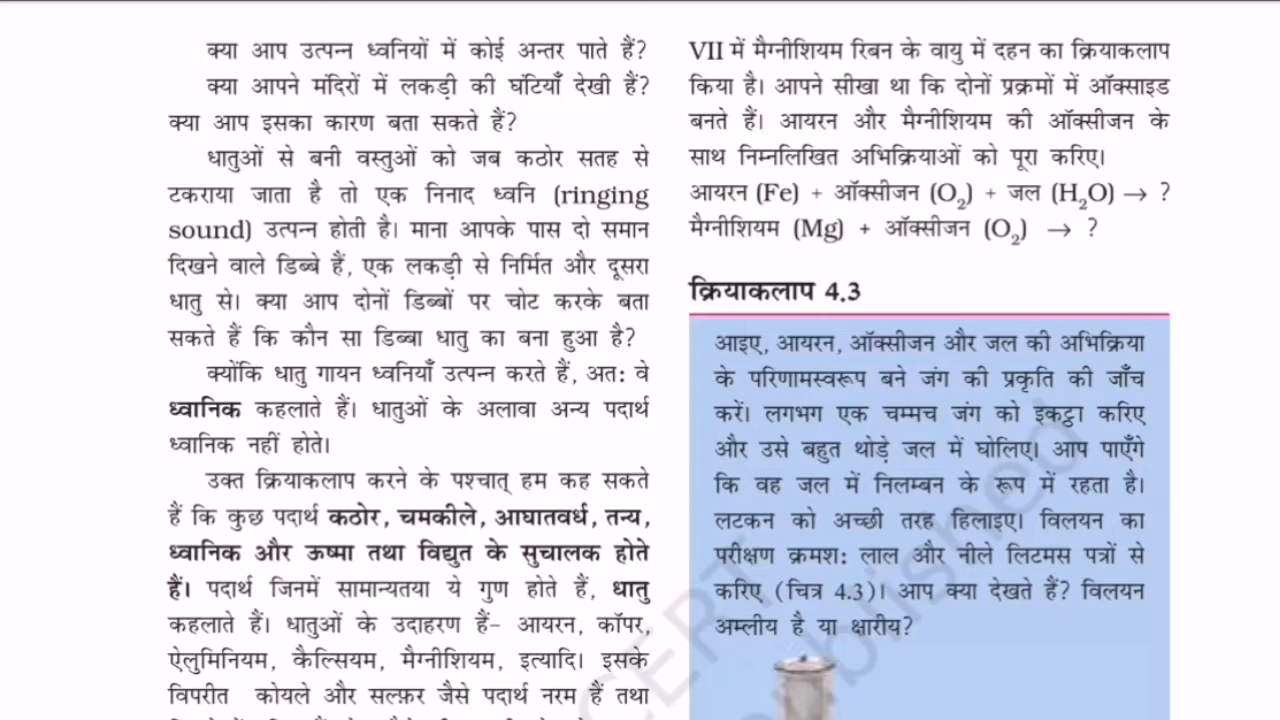 क्या आप उत्पन्न ध्वनियों में कोई अन्तर पाते हैं?
क्या आपने मंदिरों में लकड़ी की घंटियाँ देखी हैं?
क्या आप इसका कारण बता सकते हैं?
धातुओं से बनी वस्तुओं को जब कठोर सतह से
टकराया जाता है तो एक निनाद ध्वनि (ringing
sound) उत्पन्न होती है। माना आपके पास दो समान
दिखने वाले डिब्बे हैं, एक लकड़ी से निर्मित और दूसरा
धातु से। क्या आप दोनों डिब्बों पर चोट करके बता
सकते हैं कि कौन सा डिब्बा धातु का बना हुआ है?
क्योंकि धातु गायन ध्वनियाँ उत्पन्न करते हैं, अतः वे
ध्वानिक कहलाते हैं। धातुओं के अलावा अन्य पदार्थ
ध्वानिक नहीं होते।
उक्त क्रियाकलाप करने के पश्चात् हम कह सकते
हैं कि कुछ पदार्थ कठोर, चमकीले, आघातवर्ध, तन्य,
ध्वानिक और ऊष्मा तथा विद्युत के सुचालक होते
हैं। पदार्थ जिनमें सामान्यतया ये गुण होते हैं, धातु
कहलाते हैं। धातुओं के उदाहरण हैं- आयरन, कॉपर,
ऐलुमिनियम, कैल्सियम, मैग्नीशियम, इत्यादि। इसके
विपरीत कोयले और सल्फ़र जैसे पदार्थ नरम हैं तथा
VII में मैग्नीशियम रिबन के वायु में दहन का क्रियाकलाप
किया है। आपने सीखा था कि दोनों प्रक्रमों में ऑक्साइड
बनते हैं। आयरन और मैग्नीशियम की ऑक्सीजन के
साथ निम्नलिखित अभिक्रियाओं को पूरा करिए।
आयरन (Fe) + ऑक्सीजन (O₂) + जल (H₂O) → ?
मैग्नीशियम (Mg) + ऑक्सीजन (O₂) → ?
क्रियाकलाप 4.3
आइए, आयरन, ऑक्सीजन और जल की अभिक्रिया
के परिणामस्वरूप बने जंग की प्रकृति की जाँच
करें। लगभग एक चम्मच जंग को इकट्ठा करिए
और उसे बहुत थोड़े जल में घोलिए। आप पाएँगे
कि वह जल में निलम्बन के रूप में रहता है।
लटकन को अच्छी तरह हिलाइए। विलयन का
परीक्षण क्रमशः लाल और नीले लिटमस पत्रों से
करिए (चित्र 4.3)। आप क्या देखते हैं? विलयन
अम्लीय है या क्षारीय?